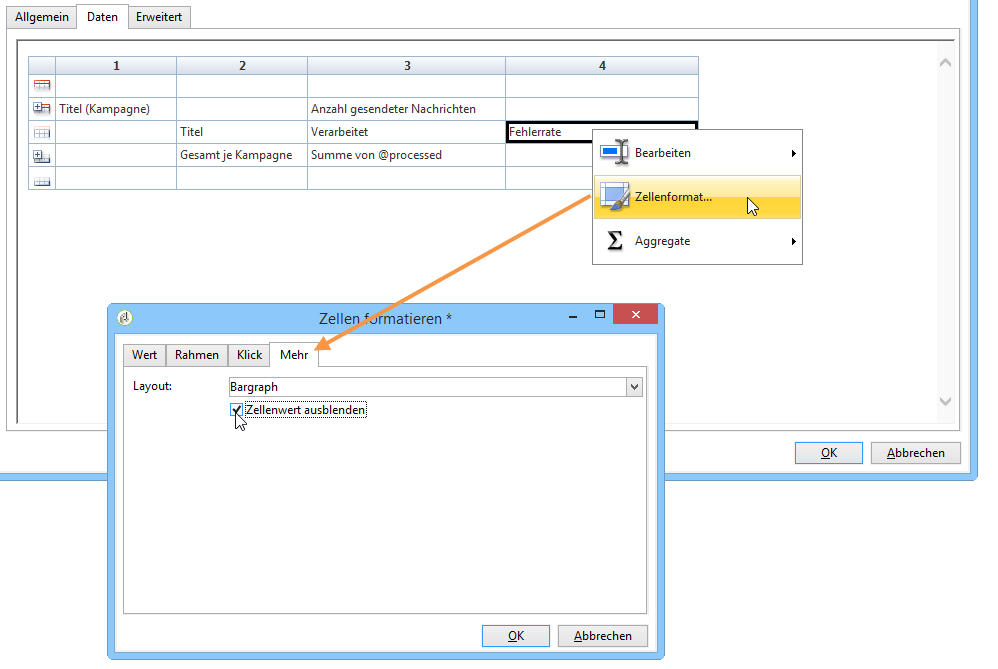 Allgemein Daten Erweitert
1 2 3 4
Titel (Kampagne) Anzahl gesendeter Nachrichten
Titel Verarbeitet Fehlerrate
Gesamt je Kampagne Summe von @processed
Bearbeiten
Zellenformat...
Σ Aggregate
Zellen formatieren *
Wert Rahmen Klick Mehr
Layout: Bargraph
Zellenwert ausblenden
OK Abbrechen
OK Abbrechen